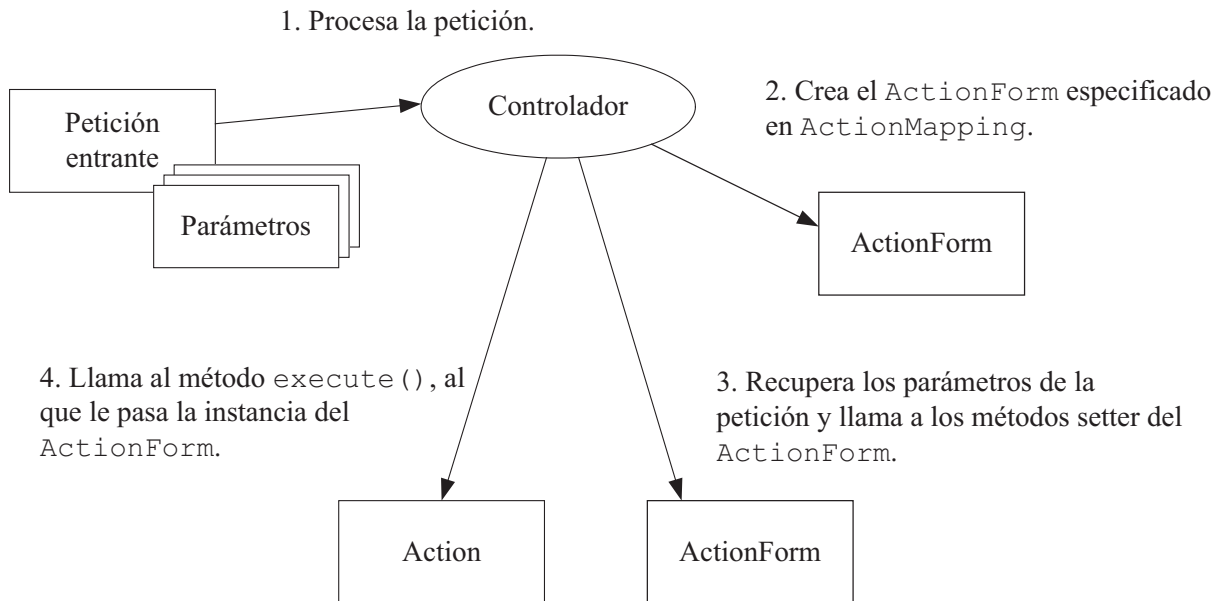 1. Procesa la petición.
Petición
entrante
Parámetros
Controlador
2. Crea el ActionForm especificado
en ActionMapping.
ActionForm
4. Llama al método execute(), al
que le pasa la instancia del
ActionForm.
3. Recupera los parámetros de la
petición y llama a los métodos setter del
ActionForm.
Action
ActionForm